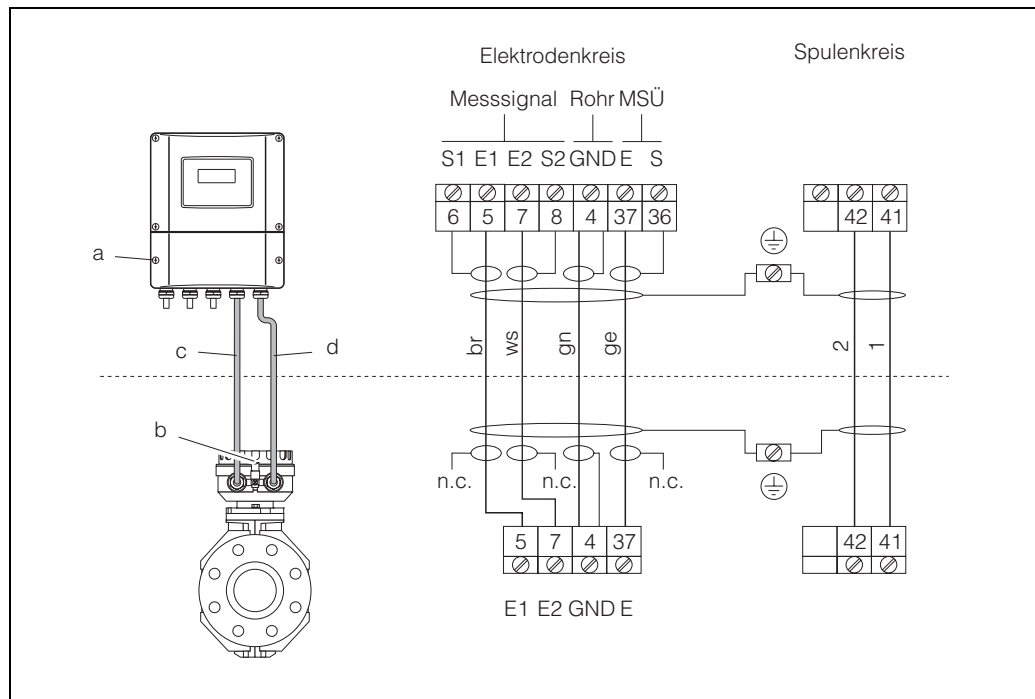 Elektrodenkreis
Spulenkreis
Messsignal Rohr MSÜ
S1 E1 E2 S2 GND E S
6 5 7 8 4 37 36
42 41
a
br ws gn ge
2 1
c
d
b
n.c. n.c. n.c.
5 7 4 37
42 41
E1 E2 GND E